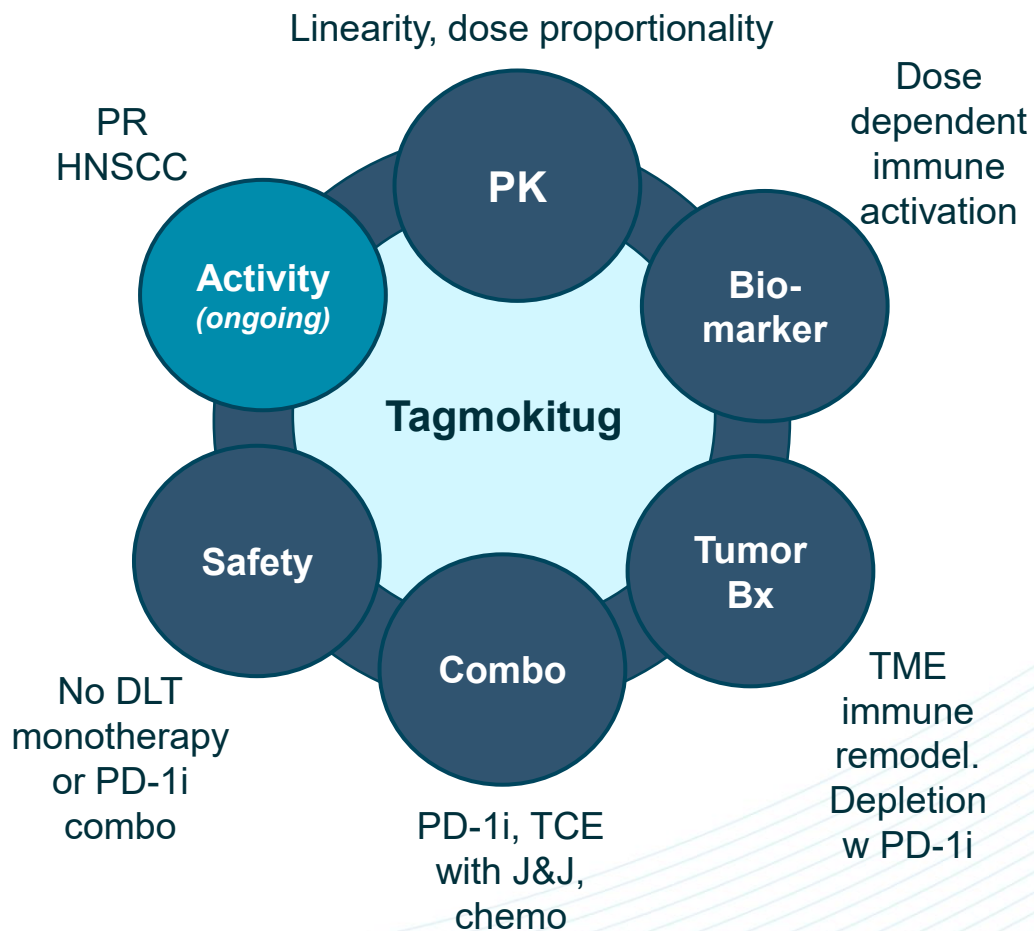 Linearity, dose proportionality
PK
Dose
dependent
immune
activation
Bio-
marker
Tumor
Bx
TME
immune
remodel.
Depletion
w PD-1i
Combo
PD-1i, TCE
with J&J,
chemo
Safety
No DLT
monotherapy
or PD-1i
combo
Activity
(ongoing)
PR
HNSCC
Tagmokitug